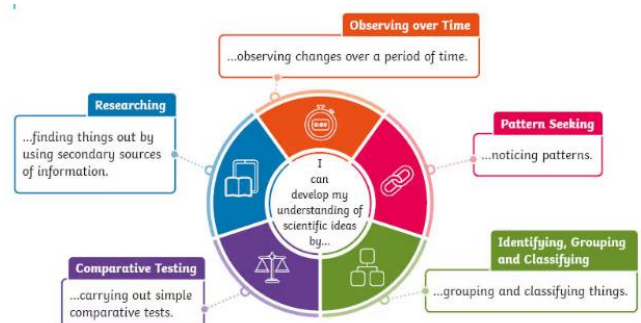 Observing over Time
...observing changes over a period of time.
Researching
...finding things out by
using secondary sources
of information.
Pattern Seeking
...noticing patterns.
0:00
I
can
develop my
understanding of
scientific ideas
by...
Identifying, Grouping
and Classifying
...grouping and classifying things.
Comparative Testing
...carrying out simple
comparative tests.